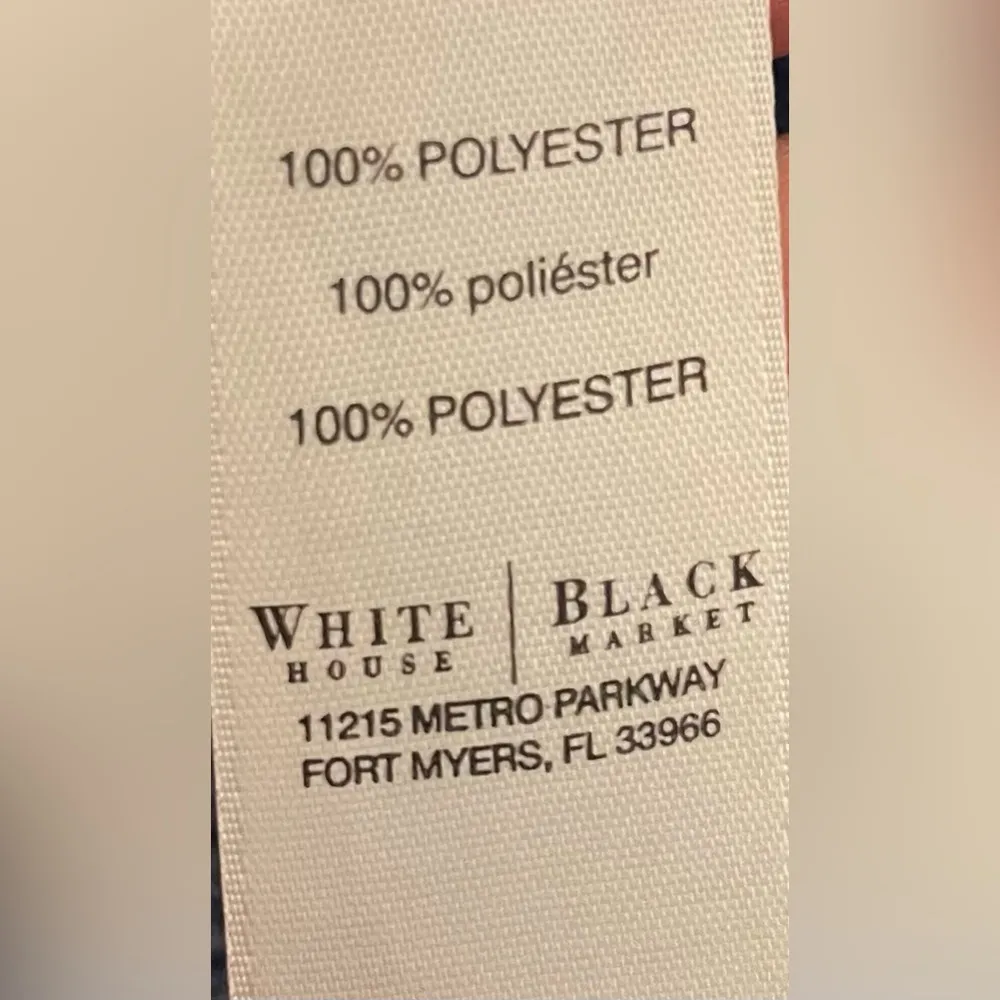 100% POLYESTER
100% poliéster
100% POLYESTER
WHITE HOUSE | BLACK MARKET
11215 METRO PARKWAY
FORT MYERS, FL 33966